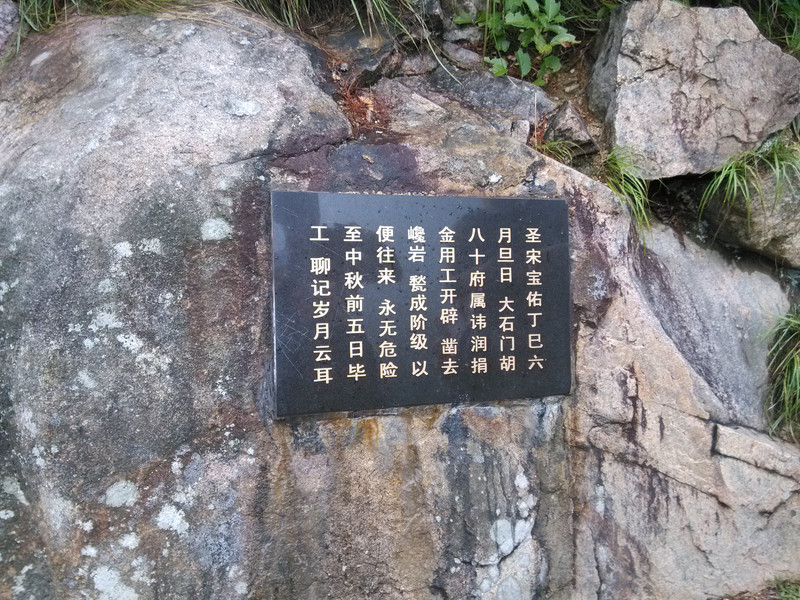 圣宋宝佑丁巳六
月旦日 大石门胡
八十府属讳润捐
金用工开辟 凿去
巉岩 甃成阶级 以
便往来 永无危险
至中秋前五日毕
工 聊记岁月云耳